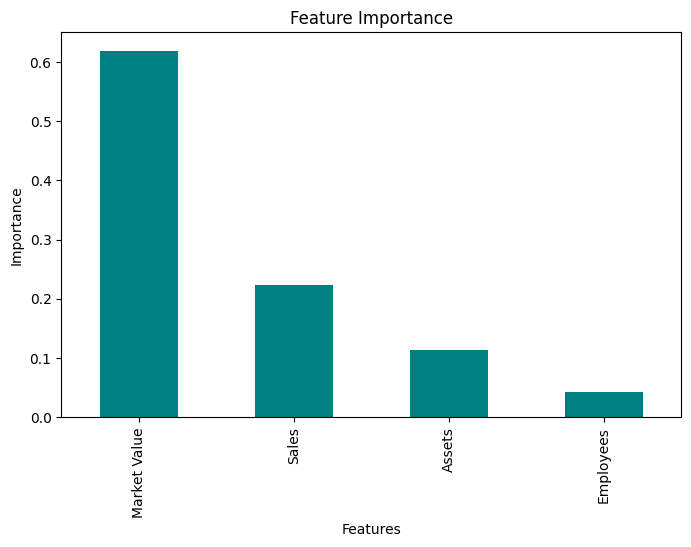 Feature Importance
0.6
0.5
0.4
0.3
0.2
0.1
0.0
Importance
Market Value
Sales
Assets
Employees
Features